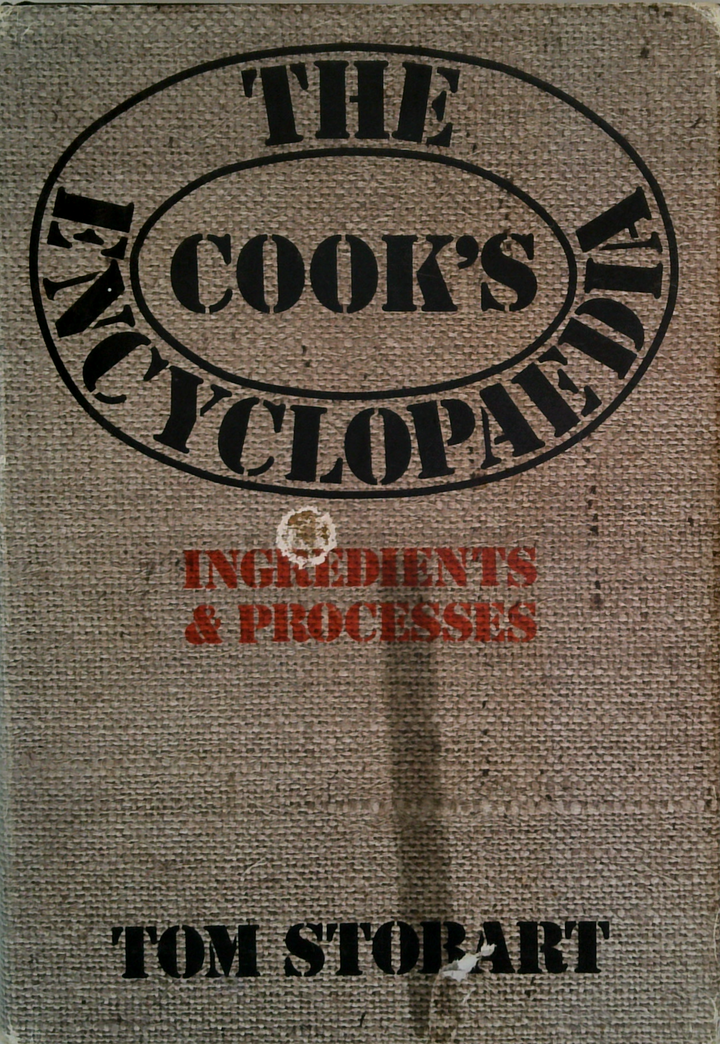 THE
COOK'S
ENCYCLOPAEDIA
INGREDIENTS
& PROCESSES
TOM STOBART